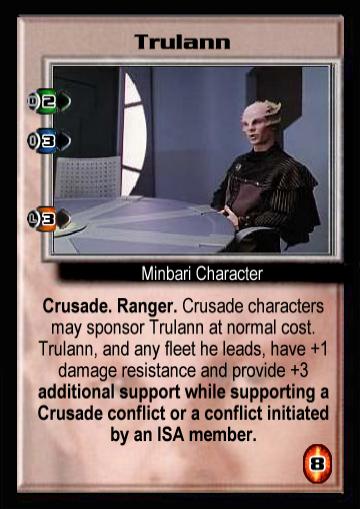 Trulann
D 2
D 3
L 3
Minbari Character
Crusade. Ranger. Crusade characters
may sponsor Trulann at normal cost.
Trulann, and any fleet he leads, have +1
damage resistance and provide +3
additional support while supporting a
Crusade conflict or a conflict initiated
by an ISA member.
8